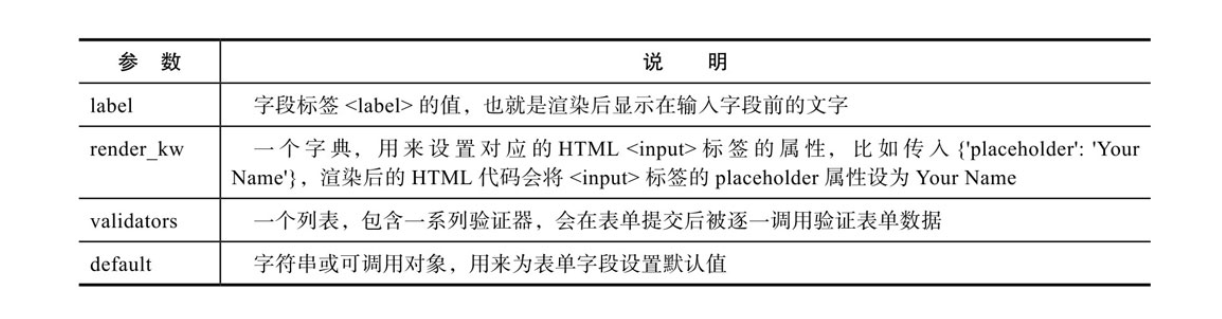 参 数 说 明
label 字段标签 <label> 的值，也就是渲染后显示在输入字段前的文字
render_kw 一个字典，用来设置对应的 HTML <input> 标签的属性，比如传入 {'placeholder': 'Your
Name'}，渲染后的 HTML 代码会将 <input> 标签的 placeholder 属性设为 Your Name
validators 一个列表，包含一系列验证器，会在表单提交后被逐一调用验证表单数据
default 字符串或可调用对象，用来为表单字段设置默认值